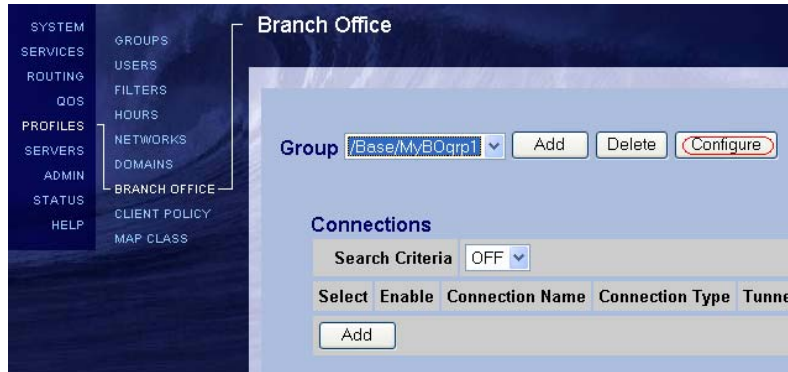 SYSTEM
SERVICES
ROUTING
QOS
PROFILES
SERVERS
ADMIN
STATUS
HELP
GROUPS
USERS
FILTERS
HOURS
NETWORKS
DOMAINS
BRANCH OFFICE
CLIENT POLICY
MAP CLASS
Branch Office
Group /Base/MyBOgrp1 Add Delete Configure
Connections
Search Criteria OFF
Select Enable Connection Name Connection Type Tunne
Add